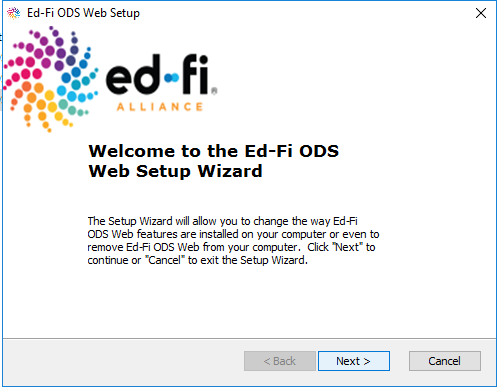 Ed-Fi ODS Web Setup
ed-fi®
ALLIANCE
Welcome to the Ed-Fi ODS
Web Setup Wizard
The Setup Wizard will allow you to change the way Ed-Fi
ODS Web features are installed on your computer or even to
remove Ed-Fi ODS Web from your computer.  Click "Next" to
continue or "Cancel" to exit the Setup Wizard.
< Back
Next >
Cancel